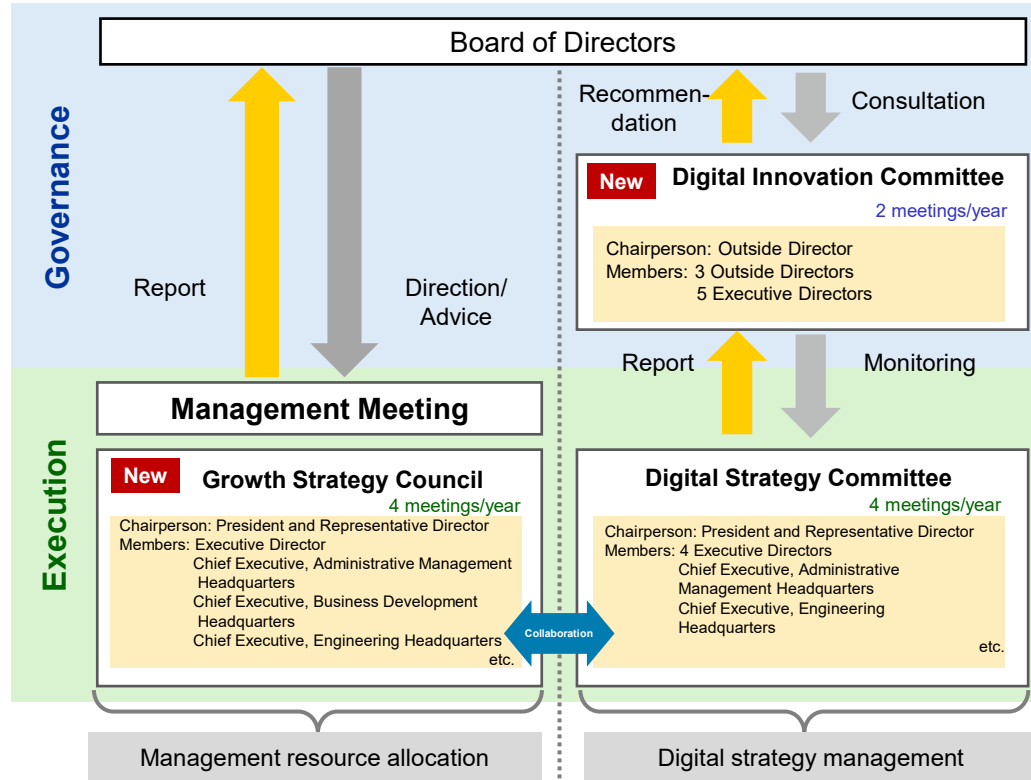 Board of Directors
Governance
Report
Direction/
Advice
Recommen-
dation
Consultation
New
Digital Innovation Committee
2 meetings/year
Chairperson: Outside Director
Members: 3 Outside Directors
5 Executive Directors
Report
Monitoring
Execution
Management Meeting
New
Growth Strategy Council
4 meetings/year
Chairperson: President and Representative Director
Members: Executive Director
Chief Executive, Administrative Management
Headquarters
Chief Executive, Business Development
Headquarters
Chief Executive, Engineering Headquarters
etc.
Collaboration
Digital Strategy Committee
4 meetings/year
Chairperson: President and Representative Director
Members: 4 Executive Directors
Chief Executive, Administrative
Management Headquarters
Chief Executive, Engineering
Headquarters
etc.
Management resource allocation
Digital strategy management